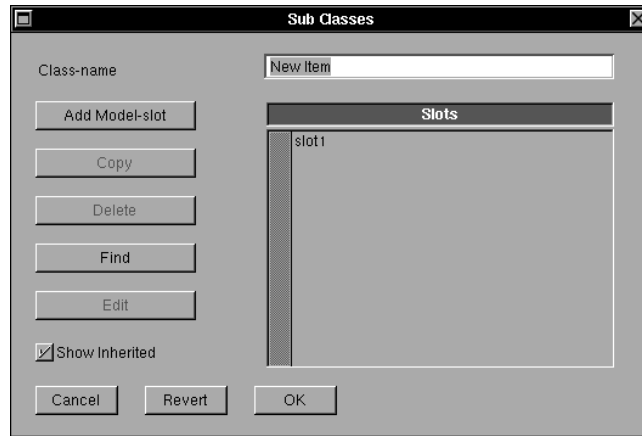 Sub Classes
Class-name
New Item
Add Model-slot
Slots
slot1
Copy
Delete
Find
Edit
Show Inherited
Cancel
Revert
OK